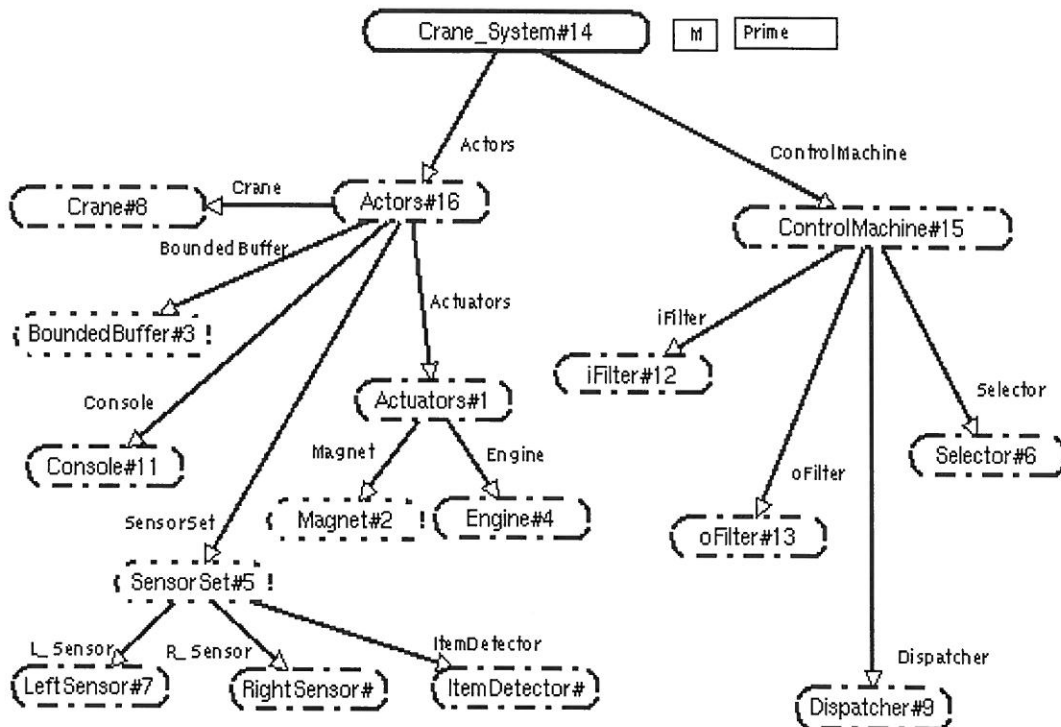 Crane_System#14
M
Prime
Actors
ControlMachine
Crane
Crane#8
Actors#16
ControlMachine#15
Bounded Buffer
Actuators
BoundedBuffer#3
iFilter
iFilter#12
Console
Actuators#1
Selector
Console#11
Magnet
Engine
Selector#6
oFilter
SensorSet
Magnet#2
Engine#4
oFilter#13
SensorSet#5
L_Sensor
R_Sensor
ItemDetector
Dispatcher
LeftSensor#7
RightSensor#
ItemDetector#
Dispatcher#9